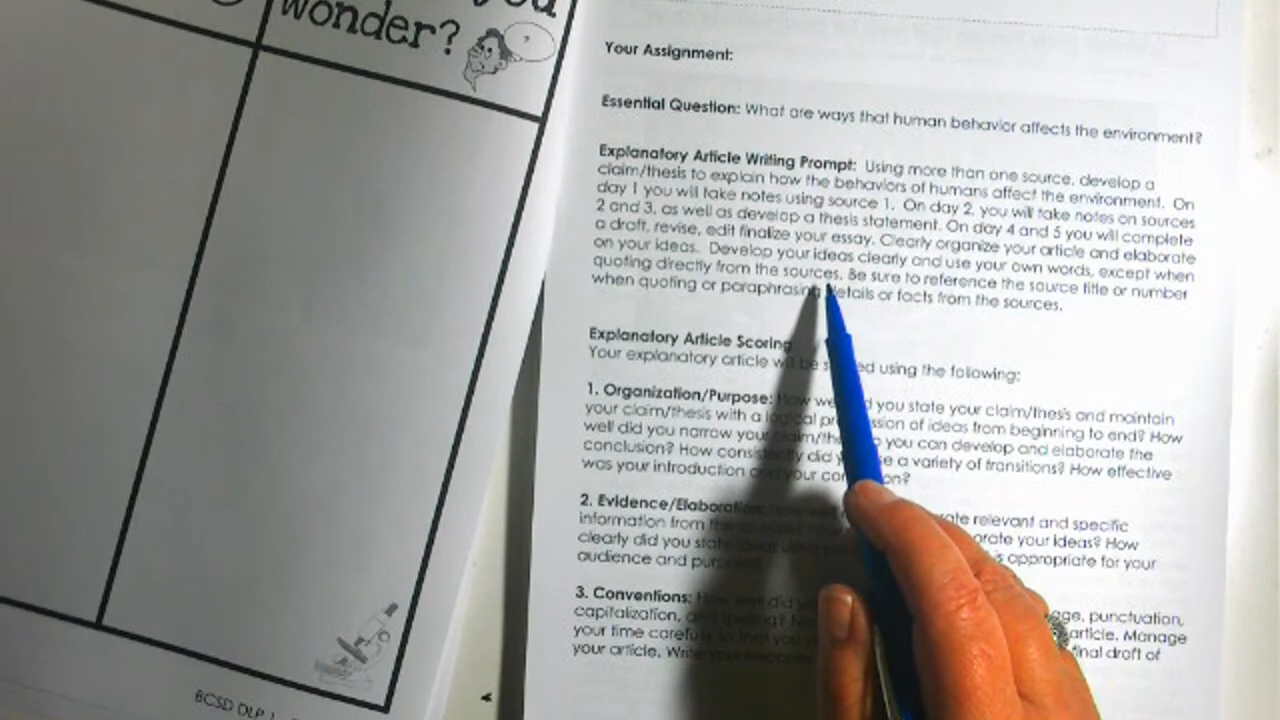 wonder?
?
BCSD DLP
Your Assignment:
Essential Question: What are ways that human behavior affects the environment?
Explanatory Article Writing Prompt: Using more than one source, develop a
claim/thesis to explain how the behaviors of humans affect the environment. On
day 1 you will take notes using source 1. On day 2, you will take notes on sources
2 and 3, as well as develop a thesis statement. On day 4 and 5 you will complete
a draft, revise, edit finalize your essay. Clearly organize your article and elaborate
on your ideas. Develop your ideas clearly and use your own words, except when
quoting directly from the sources. Be sure to reference the source title or number
when quoting or paraphrasing details or facts from the sources.
Explanatory Article Scoring
Your explanatory article will be scored using the following:
1. Organization/Purpose: How well did you state your claim/thesis and maintain
your claim/thesis with a logical progression of ideas from beginning to end? How
well did you narrow your claim/thesis so you can develop and elaborate the
conclusion? How consistently did you use a variety of transitions? How effective
was your introduction and your conclusion?
2. Evidence/Elaboration: relevant and specific
information from the your ideas? How
clearly did you state is appropriate for your
audience and purpose
3. Conventions: How well did punctuation,
capitalization, and spelling? article. Manage
your time carefully so that you final draft of
your article. Write your